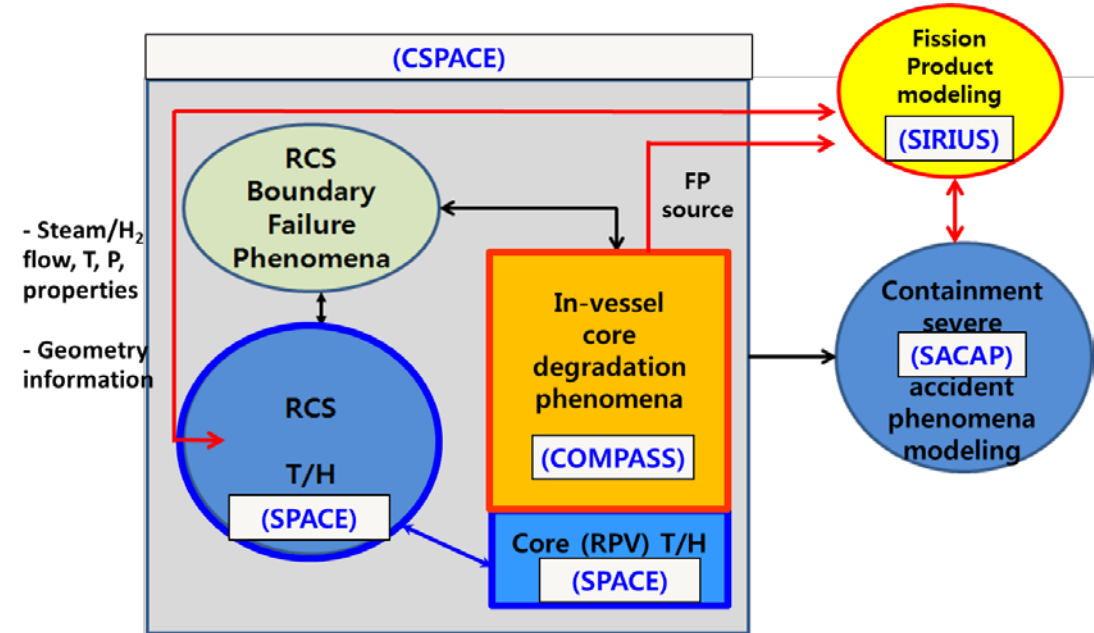 (CSPACE)
Fission
Product
modeling
(SIRIUS)
RCS
Boundary
Failure
Phenomena
FP
source
- Steam/H₂
flow, T, P,
properties
- Geometry
information
In-vessel
core
degradation
phenomena
(COMPASS)
Containment
severe
(SACAP)
accident
phenomena
modeling
RCS
T/H
(SPACE)
Core (RPV) T/H
(SPACE)